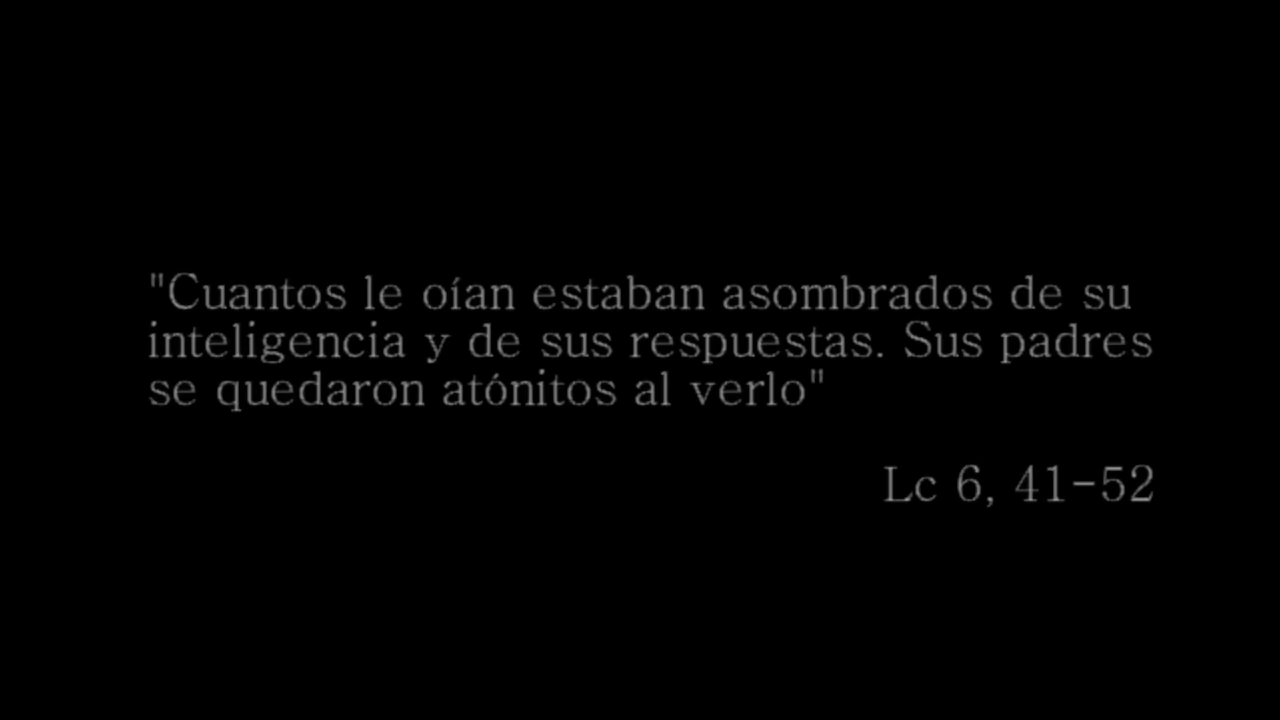 "Cuantos le oían estaban asombrados de su
inteligencia y de sus respuestas. Sus padres
se quedaron atónitos al verlo"
Lc 6, 41-52